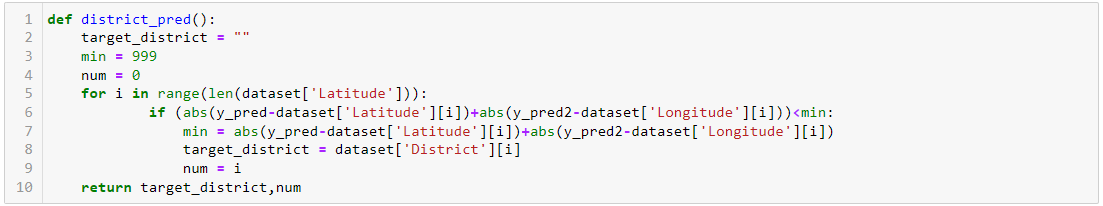 1 def district_pred():
2     target_district = ""
3     min = 999
4     num = 0
5     for i in range(len(dataset['Latitude'])):
6             if (abs(y_pred-dataset['Latitude'][i])+abs(y_pred2-dataset['Longitude'][i]))<min:
7                 min = abs(y_pred-dataset['Latitude'][i])+abs(y_pred2-dataset['Longitude'][i])
8                 target_district = dataset['District'][i]
9                 num = i
10     return target_district,num